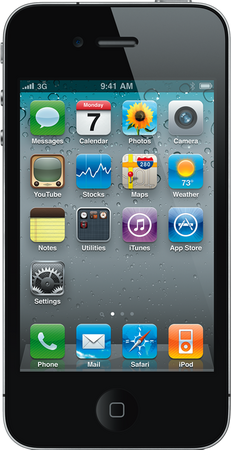 3G 9:41 AM
Monday
7
280
73°
Messages Calendar Photos Camera
YouTube Stocks Maps Weather
Notes Utilities iTunes App Store
Settings
Phone Mail Safari iPod